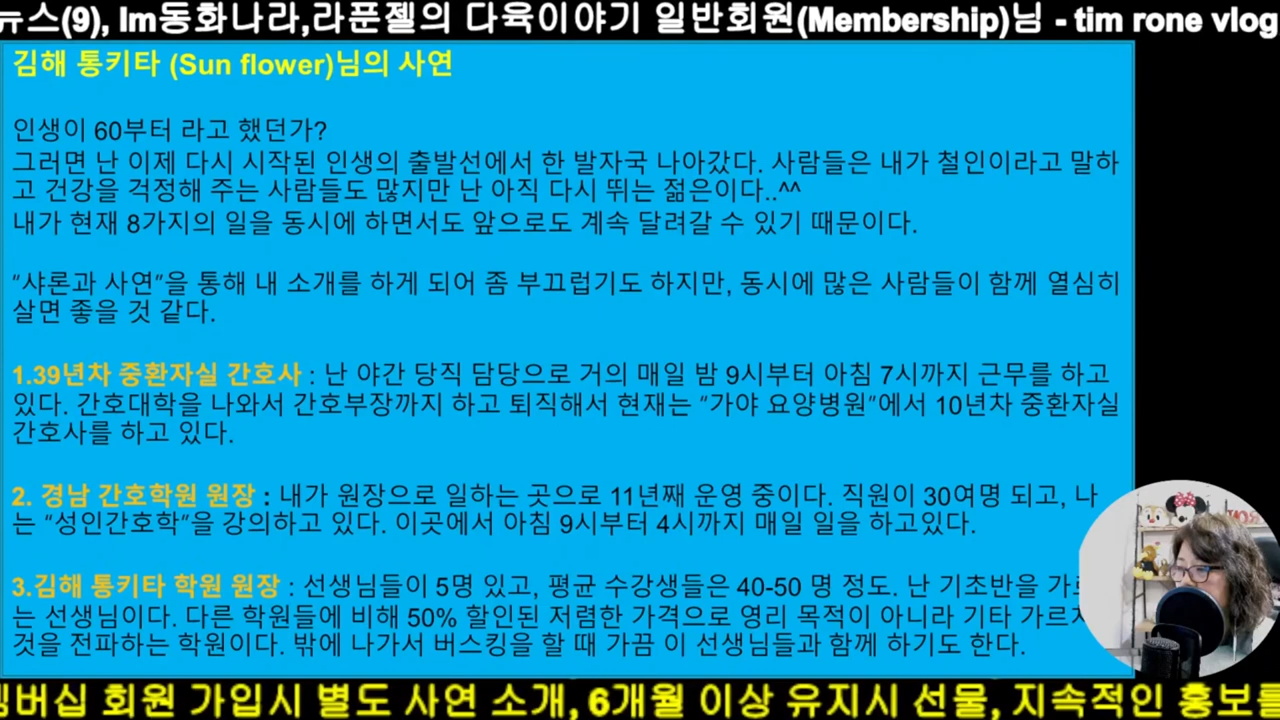 뉴스(9), Im동화나라,라푼젤의 다육이야기 일반회원(Membership)님 - tim rone vlog
김해 통키타 (Sun flower)님의 사연
인생이 60부터 라고 했던가?
그러면 난 이제 다시 시작된 인생의 출발선에서 한 발자국 나아갔다. 사람들은 내가 철인이라고 말하
고 건강을 걱정해 주는 사람들도 많지만 난 아직 다시 뛰는 젊은이다..^^
내가 현재 8가지의 일을 동시에 하면서도 앞으로도 계속 달려갈 수 있기 때문이다.
"샤론과 사연"을 통해 내 소개를 하게 되어 좀 부끄럽기도 하지만, 동시에 많은 사람들이 함께 열심히
살면 좋을 것 같다.
1.39년차 중환자실 간호사 : 난 야간 당직 담당으로 거의 매일 밤 9시부터 아침 7시까지 근무를 하고
있다. 간호대학을 나와서 간호부장까지 하고 퇴직해서 현재는 "가야 요양병원"에서 10년차 중환자실
간호사를 하고 있다.
2. 경남 간호학원 원장 : 내가 원장으로 일하는 곳으로 11년째 운영 중이다. 직원이 30여명 되고, 나
는 “성인간호학”을 강의하고 있다. 이곳에서 아침 9시부터 4시까지 매일 일을 하고있다.
3.김해 통키타 학원 원장 : 선생님들이 5명 있고, 평균 수강생들은 40-50 명 정도. 난 기초반을
는 선생님이다. 다른 학원들에 비해 50% 할인된 저렴한 가격으로 영리 목적이 아니라 기타
것을 전파하는 학원이다. 밖에 나가서 버스킹을 할 때 가끔 이 선생님들과 함께 하기도 한다.
멤버십 회원 가입시 별도 사연 소개, 6개월 이상 유지시 선물, 지속적인 홍보를